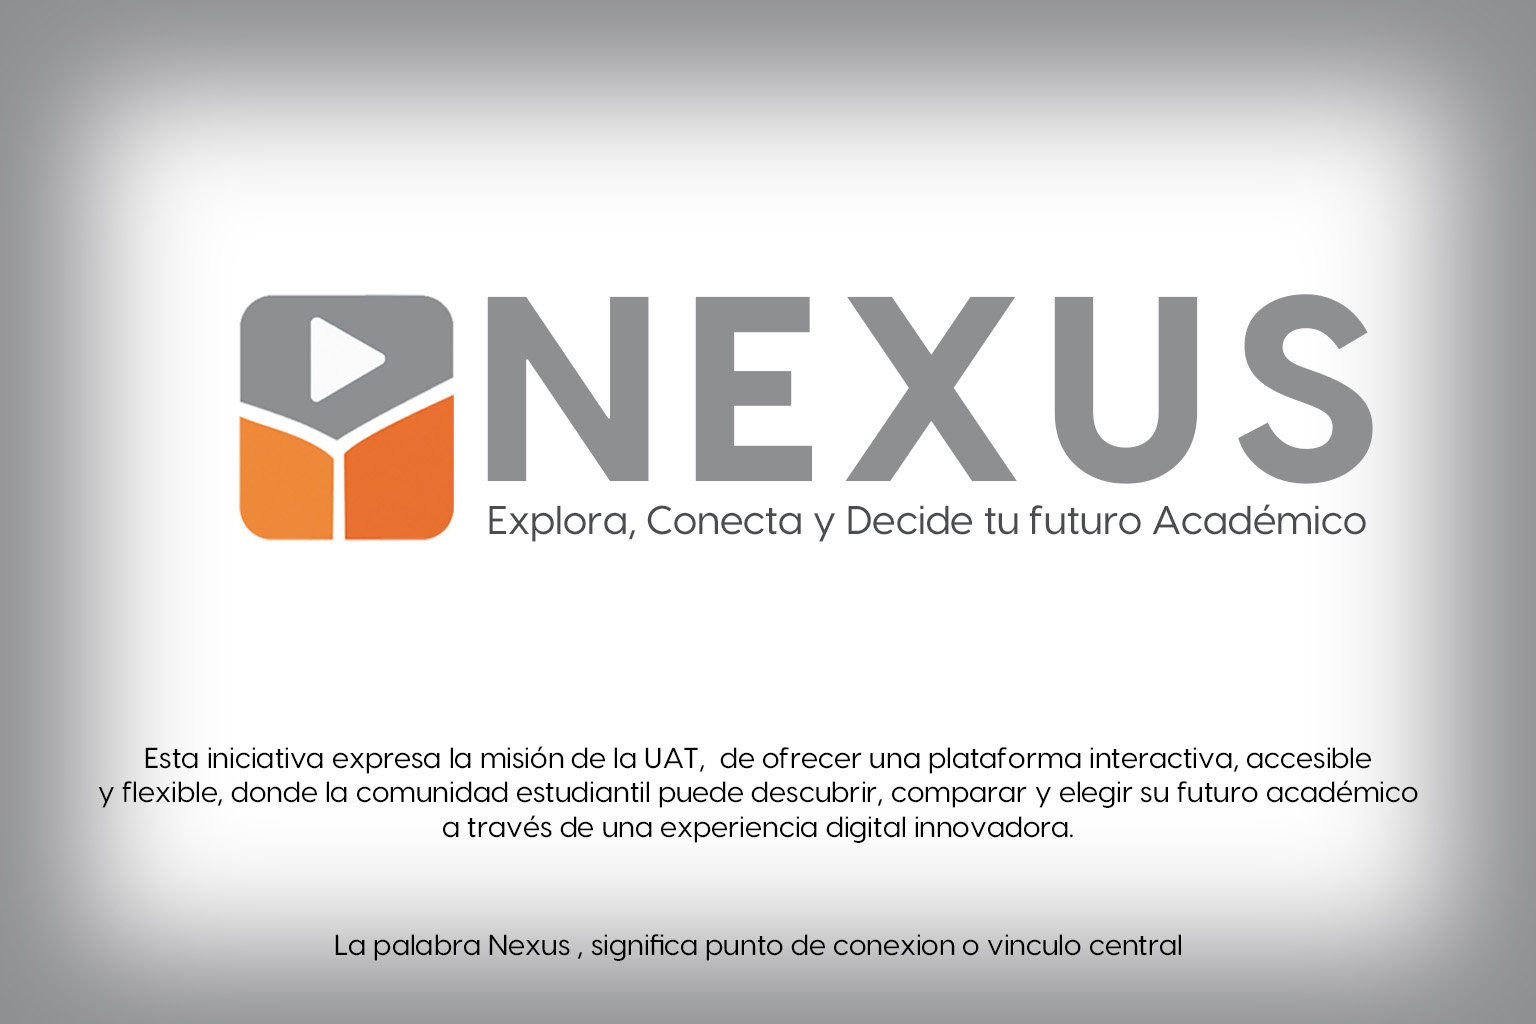 NEXUS
Explora, Conecta y Decide tu futuro Académico
Esta iniciativa expresa la misión de la UAT,  de ofrecer una plataforma interactiva, accesible
y flexible, donde la comunidad estudiantil puede descubrir, comparar y elegir su futuro académico
a través de una experiencia digital innovadora.
La palabra Nexus , significa punto de conexion o vinculo central